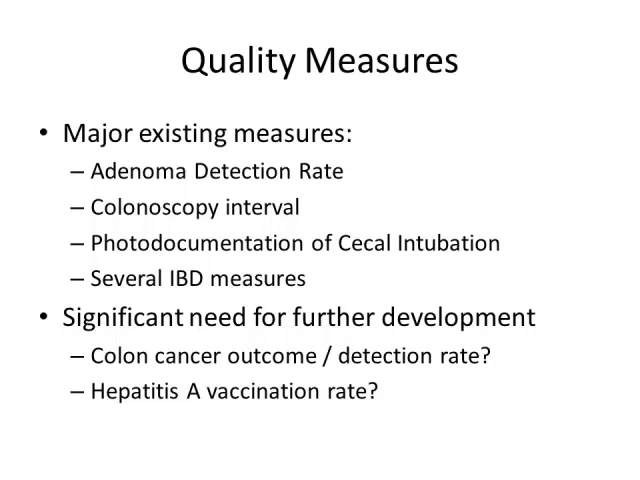 Quality Measures
• Major existing measures:
– Adenoma Detection Rate
– Colonoscopy interval
– Photodocumentation of Cecal Intubation
– Several IBD measures
• Significant need for further development
– Colon cancer outcome / detection rate?
– Hepatitis A vaccination rate?